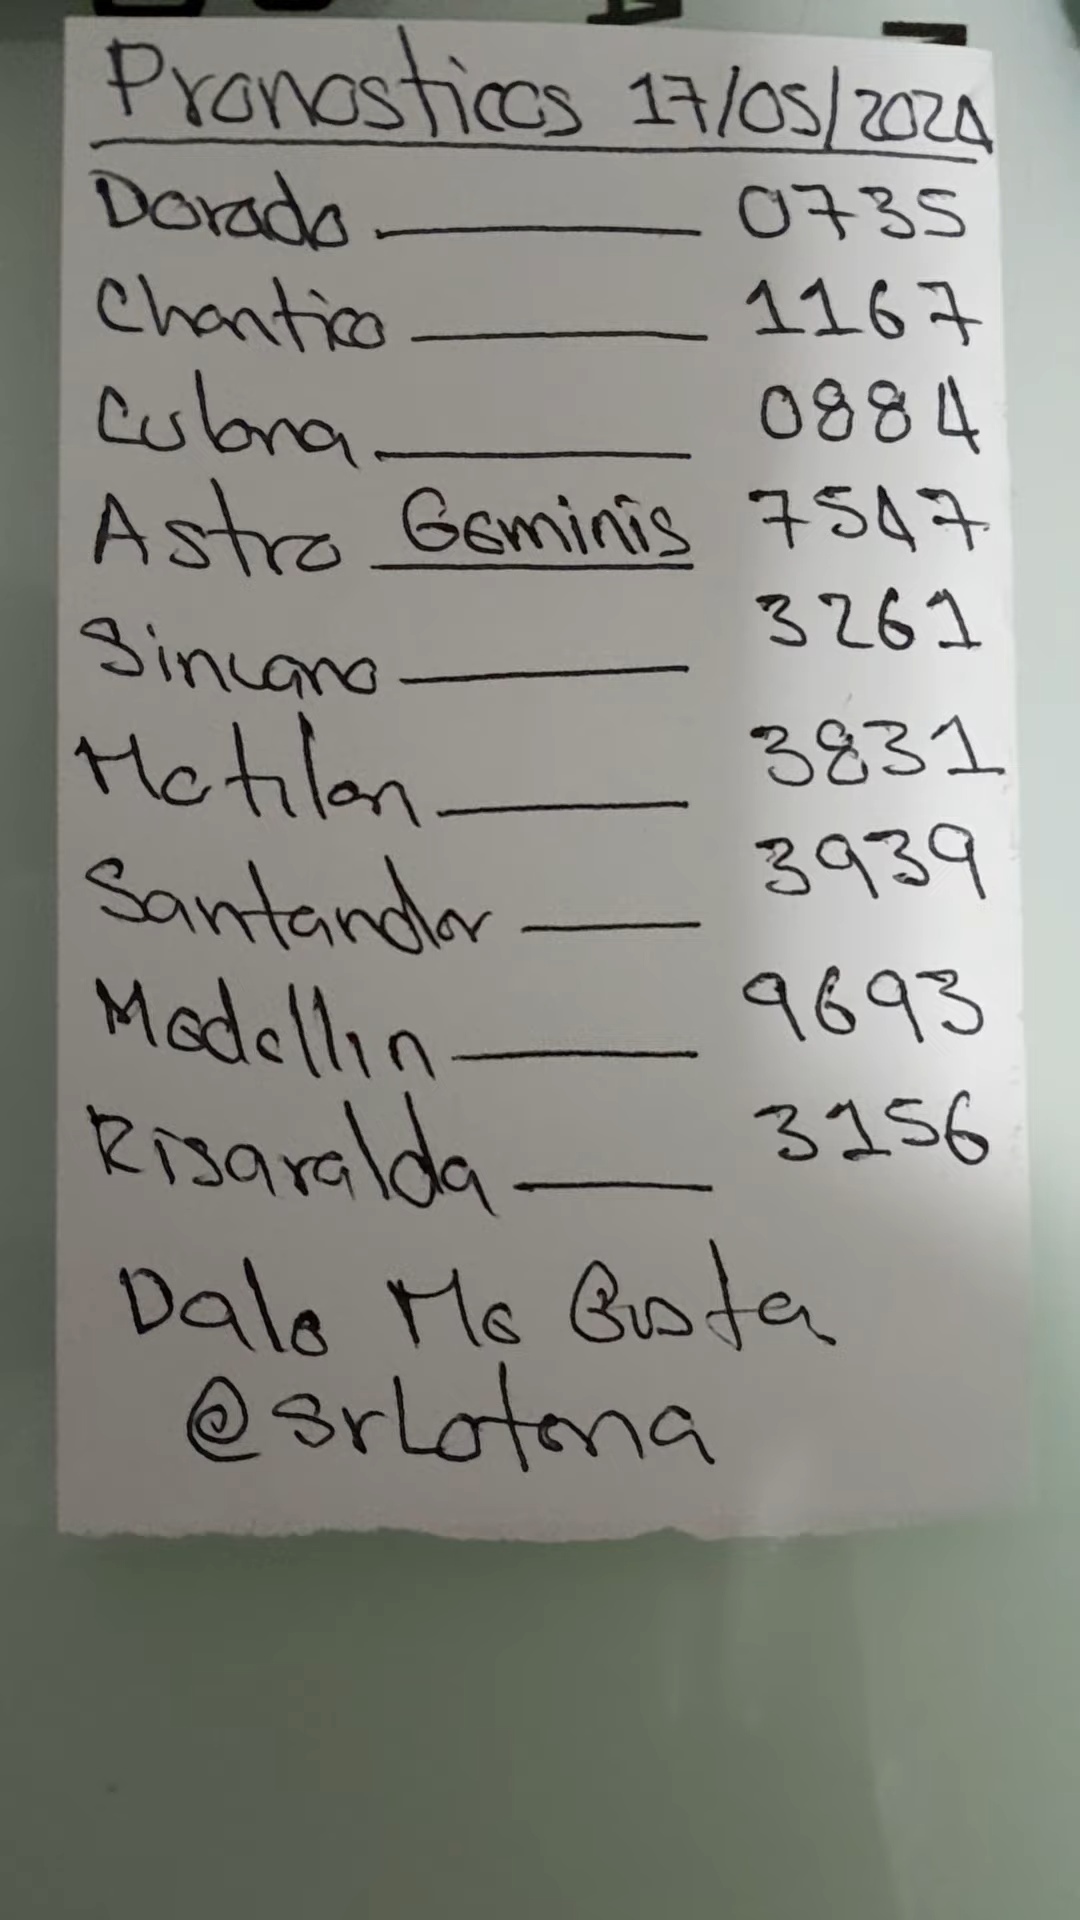 Pronosticos 17/05/2024
Dorado 0735
Chontico 1167
Culona 0884
Astro Geminis 7547
Sinuano 3261
Motilon 3831
Santander 3939
Medellin 9693
Risaralda 3156
Dale Me Gusta
@srLotona